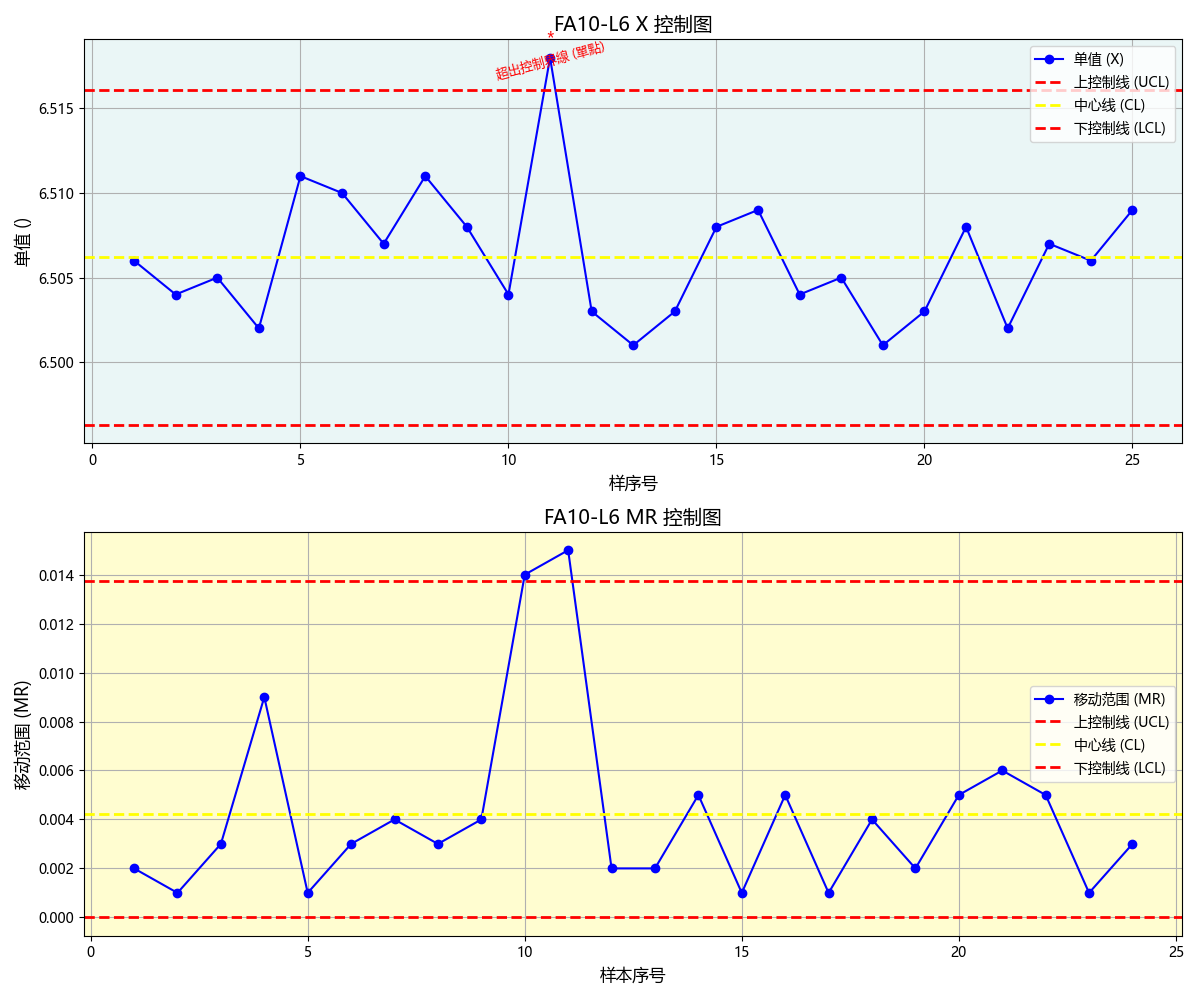 FA10-L6 X 控制图
*
超出控制界線 (單點)
单值 (X)
上控制线 (UCL)
中心线 (CL)
下控制线 (LCL)
单值 ()
6.515
6.510
6.505
6.500
0 5 10 15 20 25
样序号
FA10-L6 MR 控制图
移动范围 (MR)
上控制线 (UCL)
中心线 (CL)
下控制线 (LCL)
移动范围 (MR)
0.014
0.012
0.010
0.008
0.006
0.004
0.002
0.000
0 5 10 15 20 25
样本序号